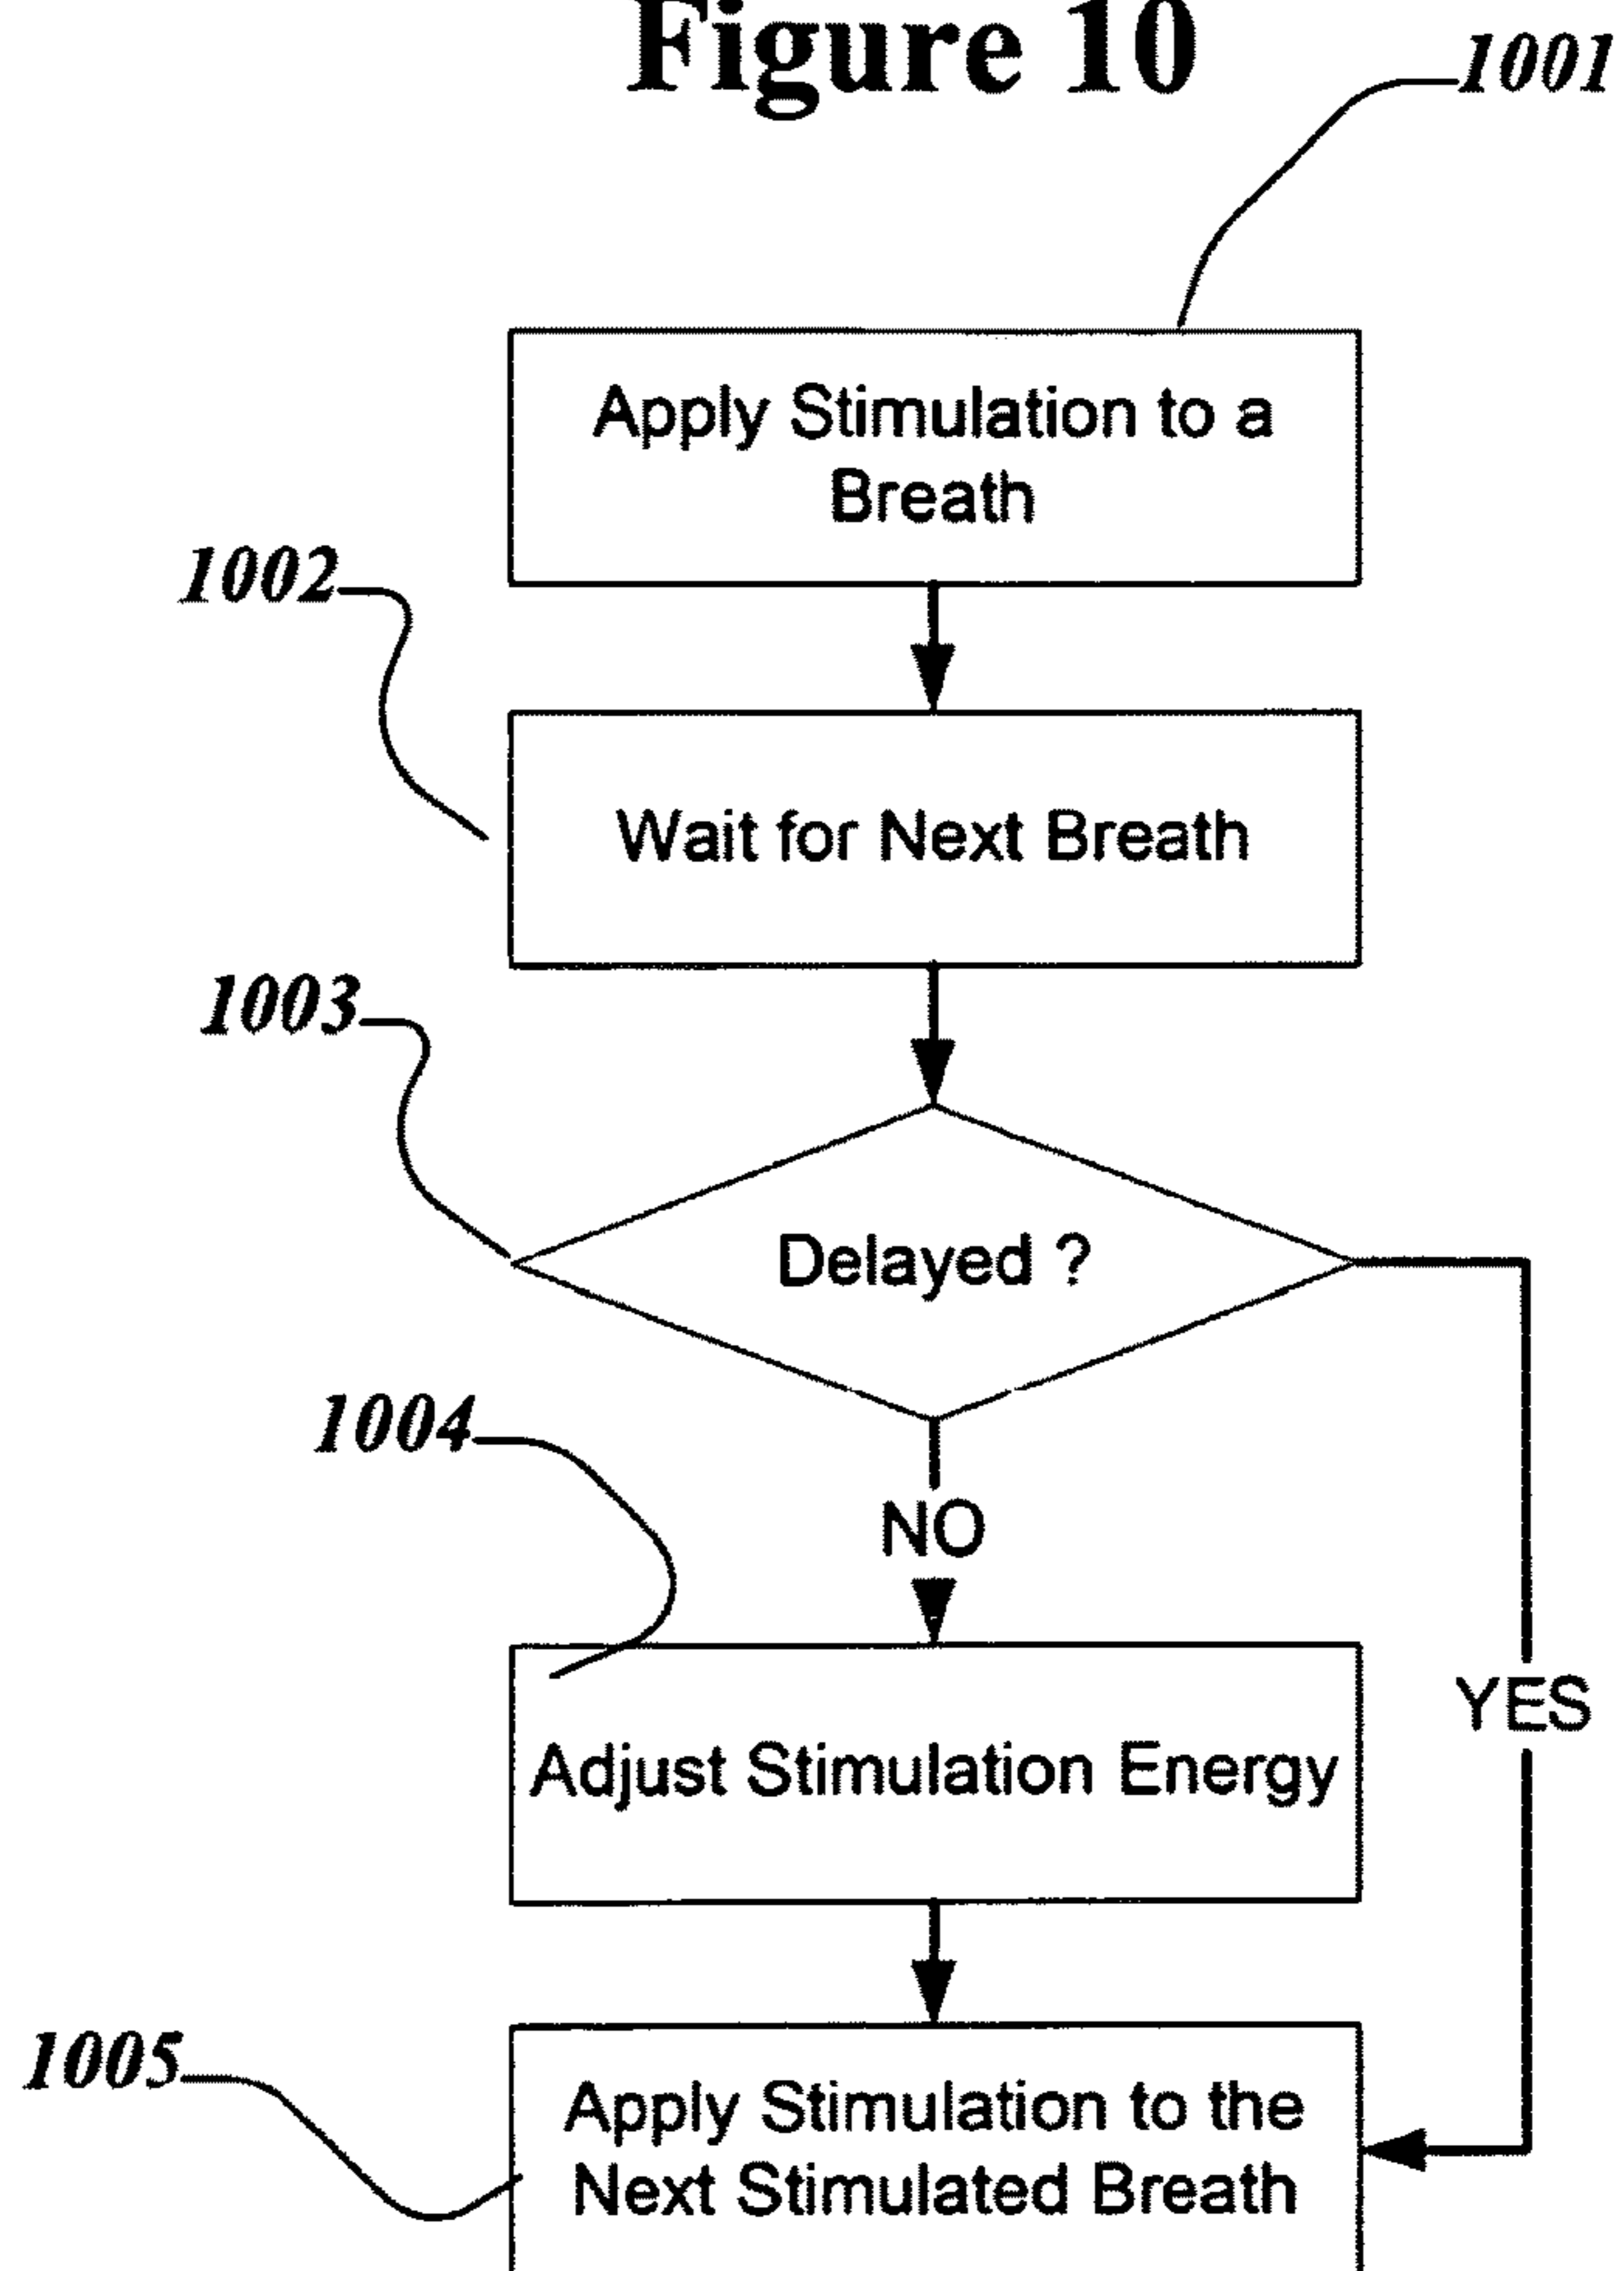 Figure 10
1001
Apply Stimulation to a
Breath
1002
Wait for Next Breath
1003
Delayed ?
1004
NO
YES
Adjust Stimulation Energy
1005
Apply Stimulation to the
Next Stimulated Breath